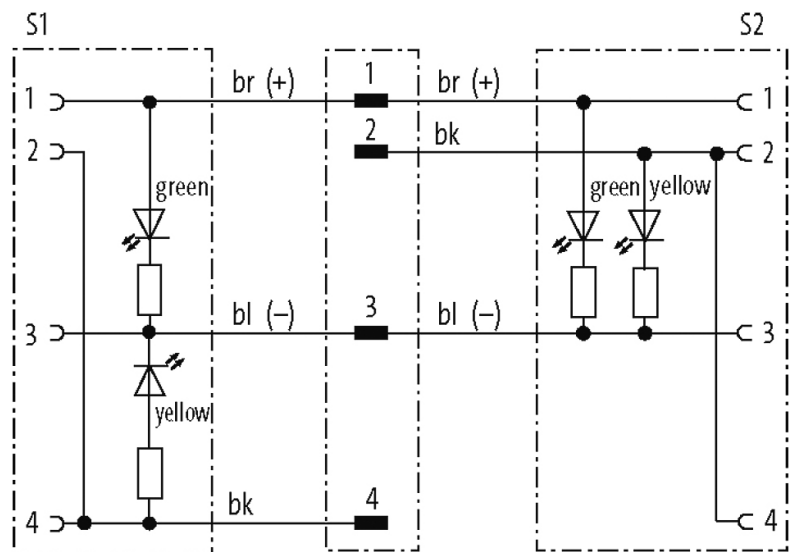 S1 S2
1 br (+) 1 br (+) 1
2 2 bk 2
green green yellow
3 bl (–) 3 bl (–) 3
yellow
4 bk 4 4